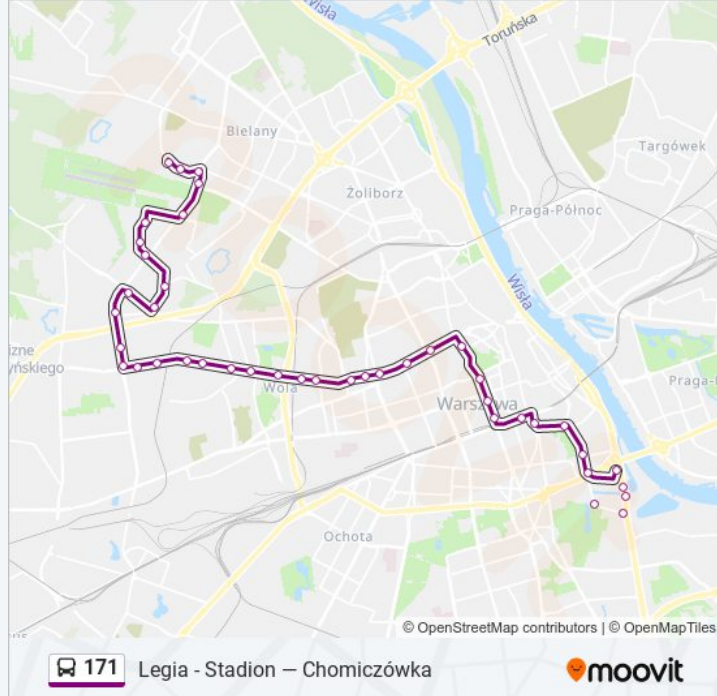 Wisła
Toruńska
Bielany
Targówek
Żoliborz
Praga-Północ
Wisła
izne
yńskiego
Praga-
Wola
Warszawa
Ochota
© OpenStreetMap contributors | © OpenMapTiles
171 Legia - Stadion — Chomiczówka
moovit